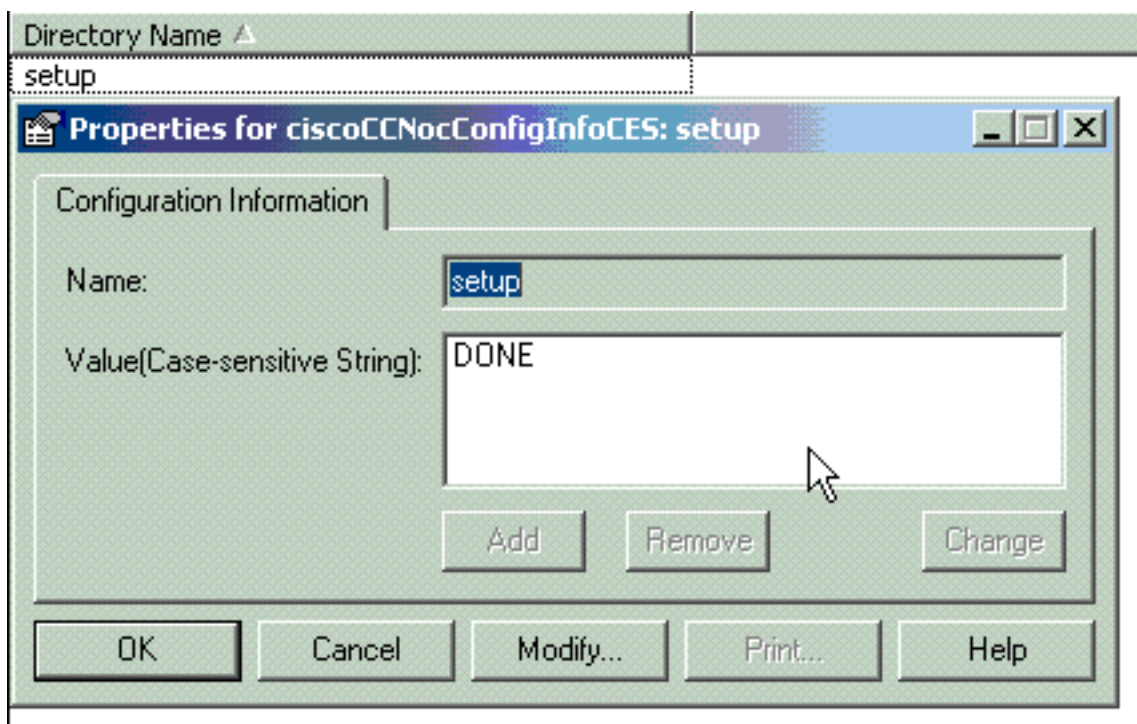 Directory Name
setup
Properties for ciscoCCNocConfigInfoCES: setup
Configuration Information
Name: setup
Value(Case-sensitive String): DONE
Add Remove Change
OK Cancel Modify... Print... Help